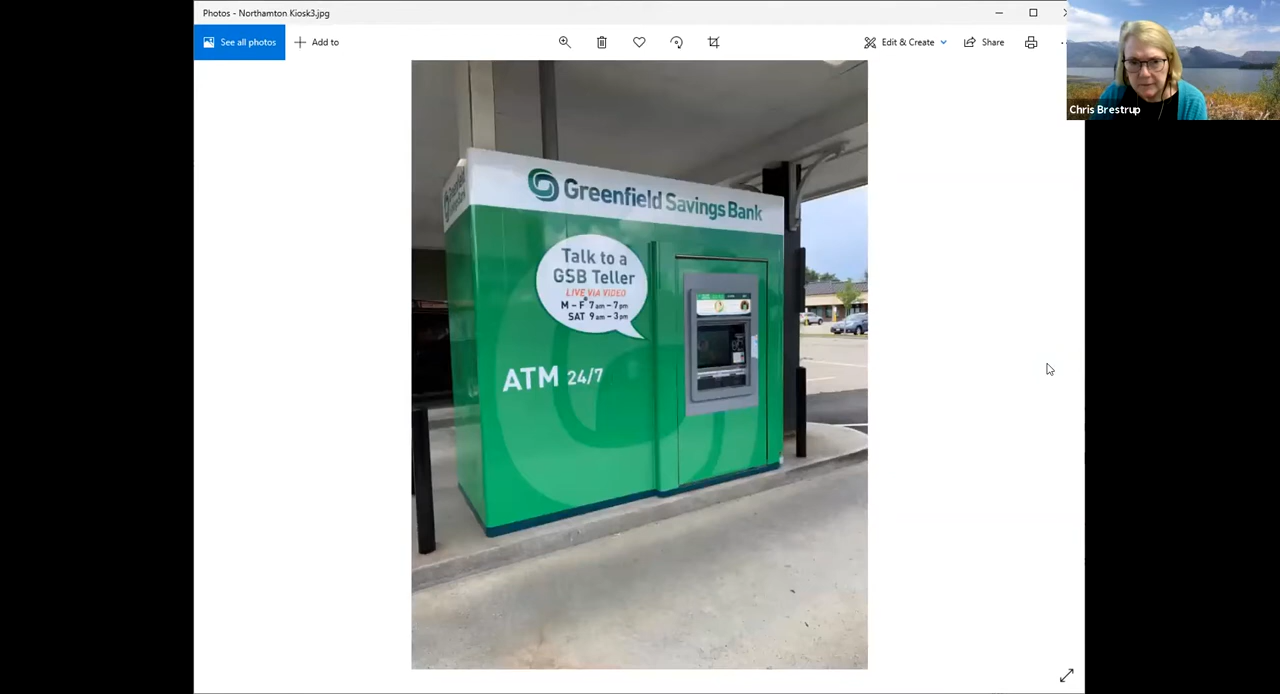 Photos - Northamton Kiosk3.jpg
See all photos
Add to
Edit & Create
Share
Chris Brestrup
Greenfield Savings Bank
Talk to a
GSB Teller
LIVE VIA VIDEO
M – F 7am – 7pm
SAT 9am – 3pm
ATM 24/7